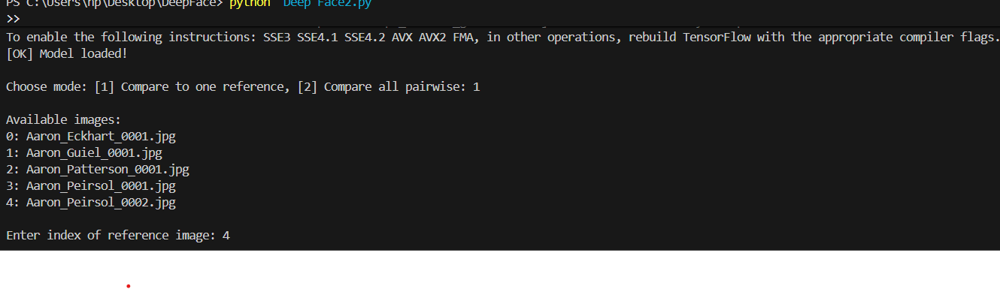 PS C:\Users\hp\Desktop\DeepFace> python "Deep Face2.py"
>>
To enable the following instructions: SSE3 SSE4.1 SSE4.2 AVX AVX2 FMA, in other operations, rebuild TensorFlow with the appropriate compiler flags.
[OK] Model loaded!
Choose mode: [1] Compare to one reference, [2] Compare all pairwise: 1
Available images:
0: Aaron_Eckhart_0001.jpg
1: Aaron_Guiel_0001.jpg
2: Aaron_Patterson_0001.jpg
3: Aaron_Peirsol_0001.jpg
4: Aaron_Peirsol_0002.jpg
Enter index of reference image: 4